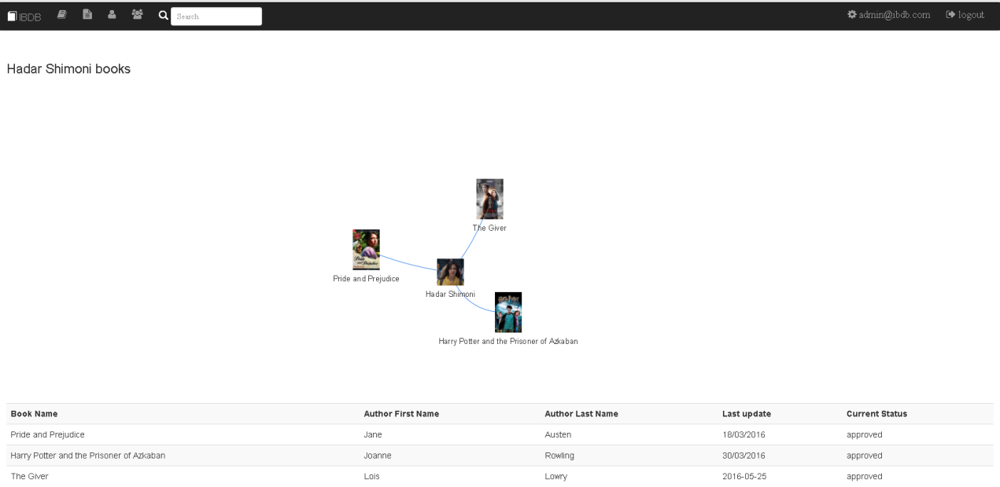 IBDB Search admin@ibdb.com logout
Hadar Shimoni books
The Giver
Pride and Prejudice
Hadar Shimoni
Harry Potter and the Prisoner of Azkaban
Book Name Author First Name Author Last Name Last update Current Status
Pride and Prejudice Jane Austen 18/03/2016 approved
Harry Potter and the Prisoner of Azkaban Joanne Rowling 30/03/2016 approved
The Giver Lois Lowry 2016-05-25 approved